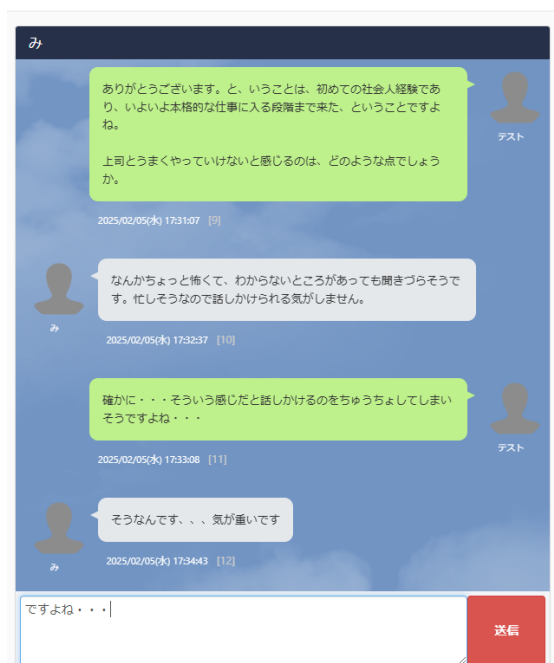 み
ありがとうございます。と、いうことは、初めての社会人経験であ
り、いよいよ本格的な仕事に入る段階まで来た、ということですよ
ね。
上司とうまくやっていけないと感じるのは、どのような点でしょう
か。
テスト
2025/02/05(水) 17:31:07 [9]
なんかちょっと怖くて、わからないところがあっても聞きづらそうで
す。忙しそうなので話しかけられる気がしません。
み
2025/02/05(水) 17:32:37 [10]
確かに・・・そういう感じだと話しかけるのをちゅうちょしてしまい
そうですよね・・・
テスト
2025/02/05(水) 17:33:08 [11]
そうなんです、、、気が重いです
み
2025/02/05(水) 17:34:43 [12]
ですよね・・・
送信